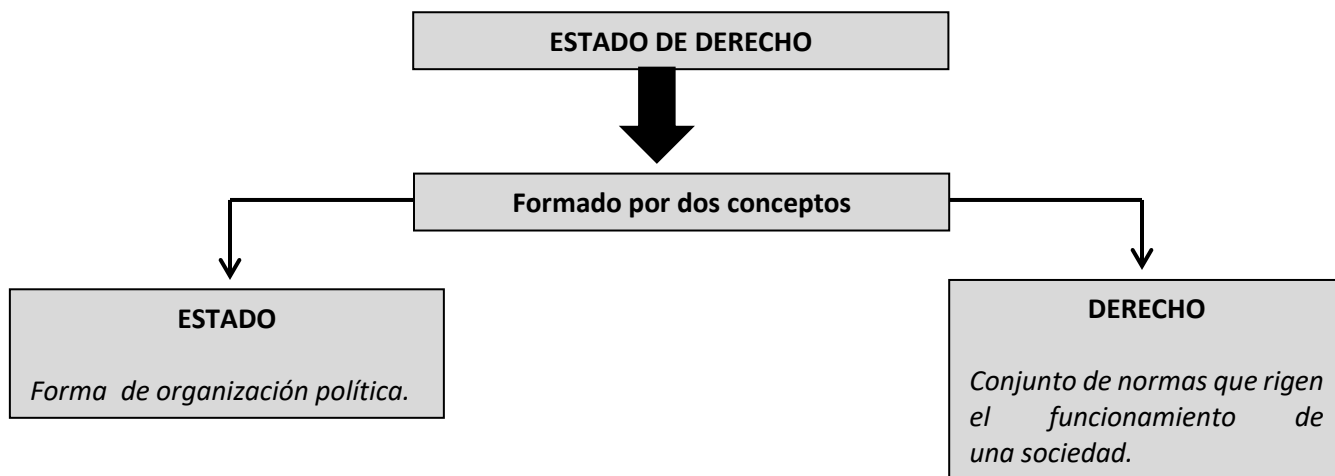 ESTADO DE DERECHO
Formado por dos conceptos
ESTADO
Forma de organización política.
DERECHO
Conjunto de normas que rigen
el funcionamiento de
una sociedad.